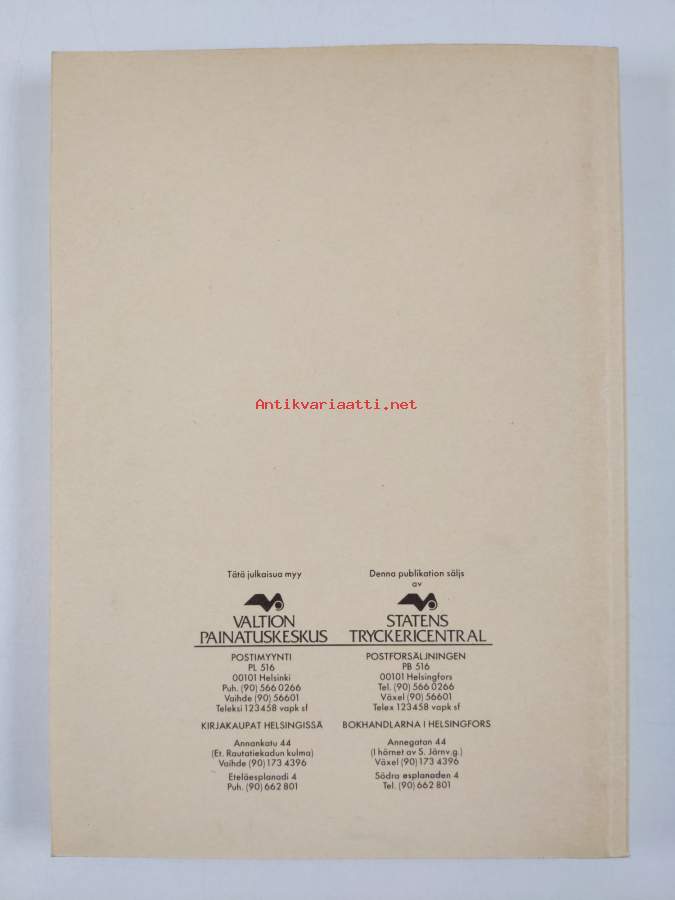 Antikvariaatti.net
Tätä julkaisua myy
VALTION
PAINATUSKESKUS
POSTIMYYNTI
PL 516
00101 Helsinki
Puh. (90) 566 0266
Vaihde (90) 56601
Teleksi 123458 vapk sf
KIRJAKAUPAT HELSINGISSÄ
Annankatu 44
(Et. Rautatiekadun kulma)
Vaihde (90) 173 4396
Eteläesplanadi 4
Puh. (90) 662 801
Denna publikation säljs
av
STATENS
TRYCKERICENTRAL
POSTFÖRSÄLJNINGEN
PB 516
00101 Helsingfors
Tel. (90) 566 0266
Växel (90) 56601
Telex 123458 vapk sf
BOKHANDLARNA I HELSINGFORS
Annegatan 44
(I hörnet av S. Järnv.g.)
Växel (90) 173 4396
Södra esplanaden 4
Tel. (90) 662 801